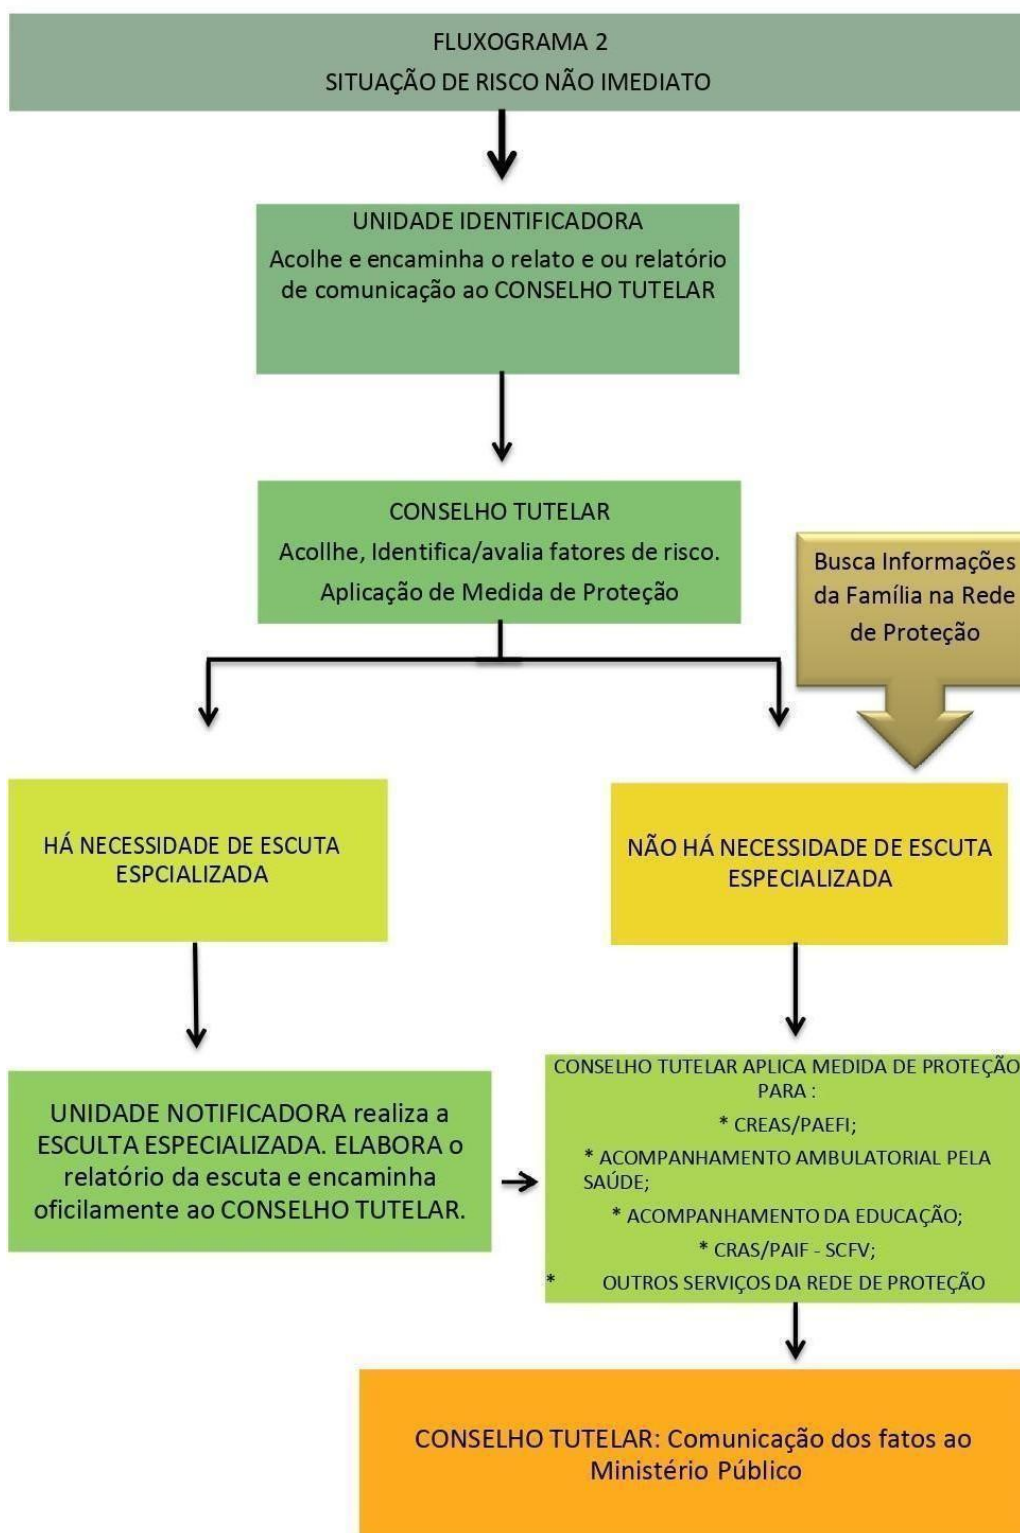 FLUXOGRAMA 2
SITUAÇÃO DE RISCO NÃO IMEDIATO
UNIDADE IDENTIFICADORA
Acolhe e encaminha o relato e ou relatório
de comunicação ao CONSELHO TUTELAR
CONSELHO TUTELAR
Acollhe, Identifica/avalia fatores de risco.
Aplicação de Medida de Proteção
Busca Informações
da Família na Rede
de Proteção
HÁ NECESSIDADE DE ESCUTA
ESPCIALIZADA
NÃO HÁ NECESSIDADE DE ESCUTA
ESPECIALIZADA
UNIDADE NOTIFICADORA realiza a
ESCULTA ESPECIALIZADA. ELABORA o
relatório da escuta e encaminha
oficilamente ao CONSELHO TUTELAR.
CONSELHO TUTELAR APLICA MEDIDA DE PROTEÇÃO
PARA :
* CREAS/PAEFI;
* ACOMPANHAMENTO AMBULATORIAL PELA
SAÚDE;
* ACOMPANHAMENTO DA EDUCAÇÃO;
* CRAS/PAIF - SCFV;
* OUTROS SERVIÇOS DA REDE DE PROTEÇÃO
CONSELHO TUTELAR: Comunicação dos fatos ao
Ministério Público